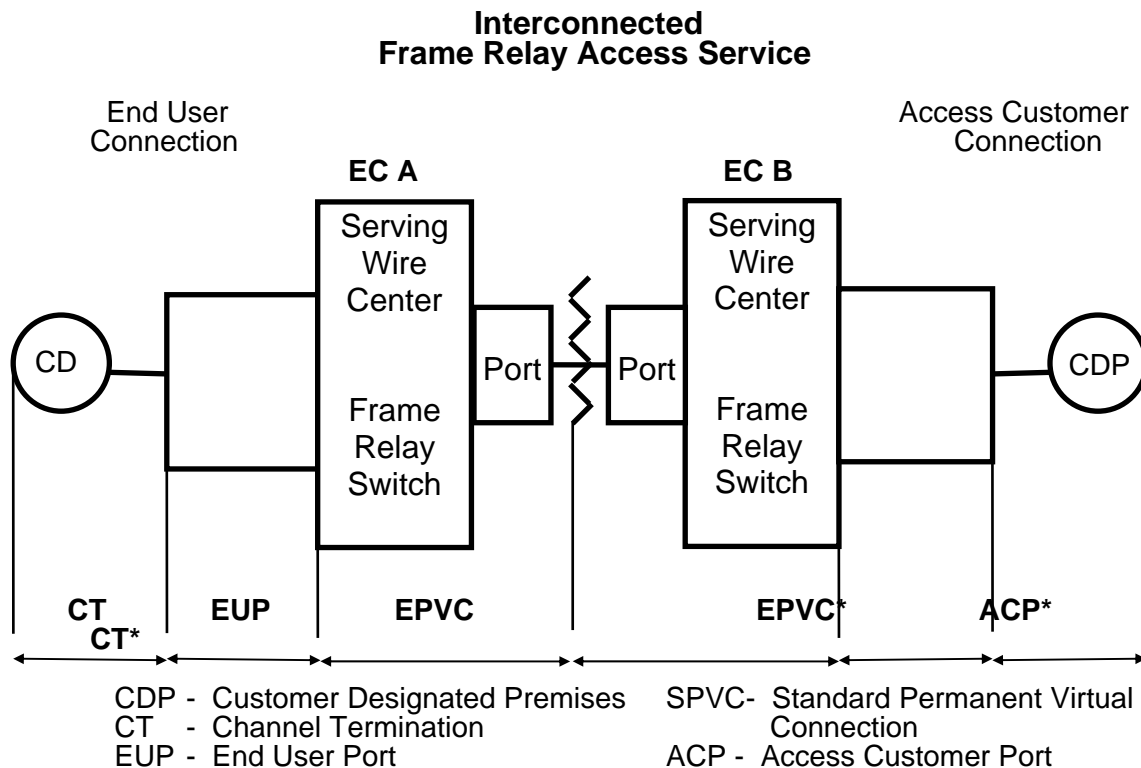 Interconnected
Frame Relay Access Service
End User
Connection
Access Customer
Connection
EC A
EC B
Serving
Wire
Center
Frame
Relay
Switch
Serving
Wire
Center
Frame
Relay
Switch
CD
Port
Port
CDP
CT
CT*
EUP
EPVC
EPVC*
ACP*
CDP - Customer Designated Premises
CT - Channel Termination
EUP - End User Port
SPVC- Standard Permanent Virtual
Connection
ACP - Access Customer Port